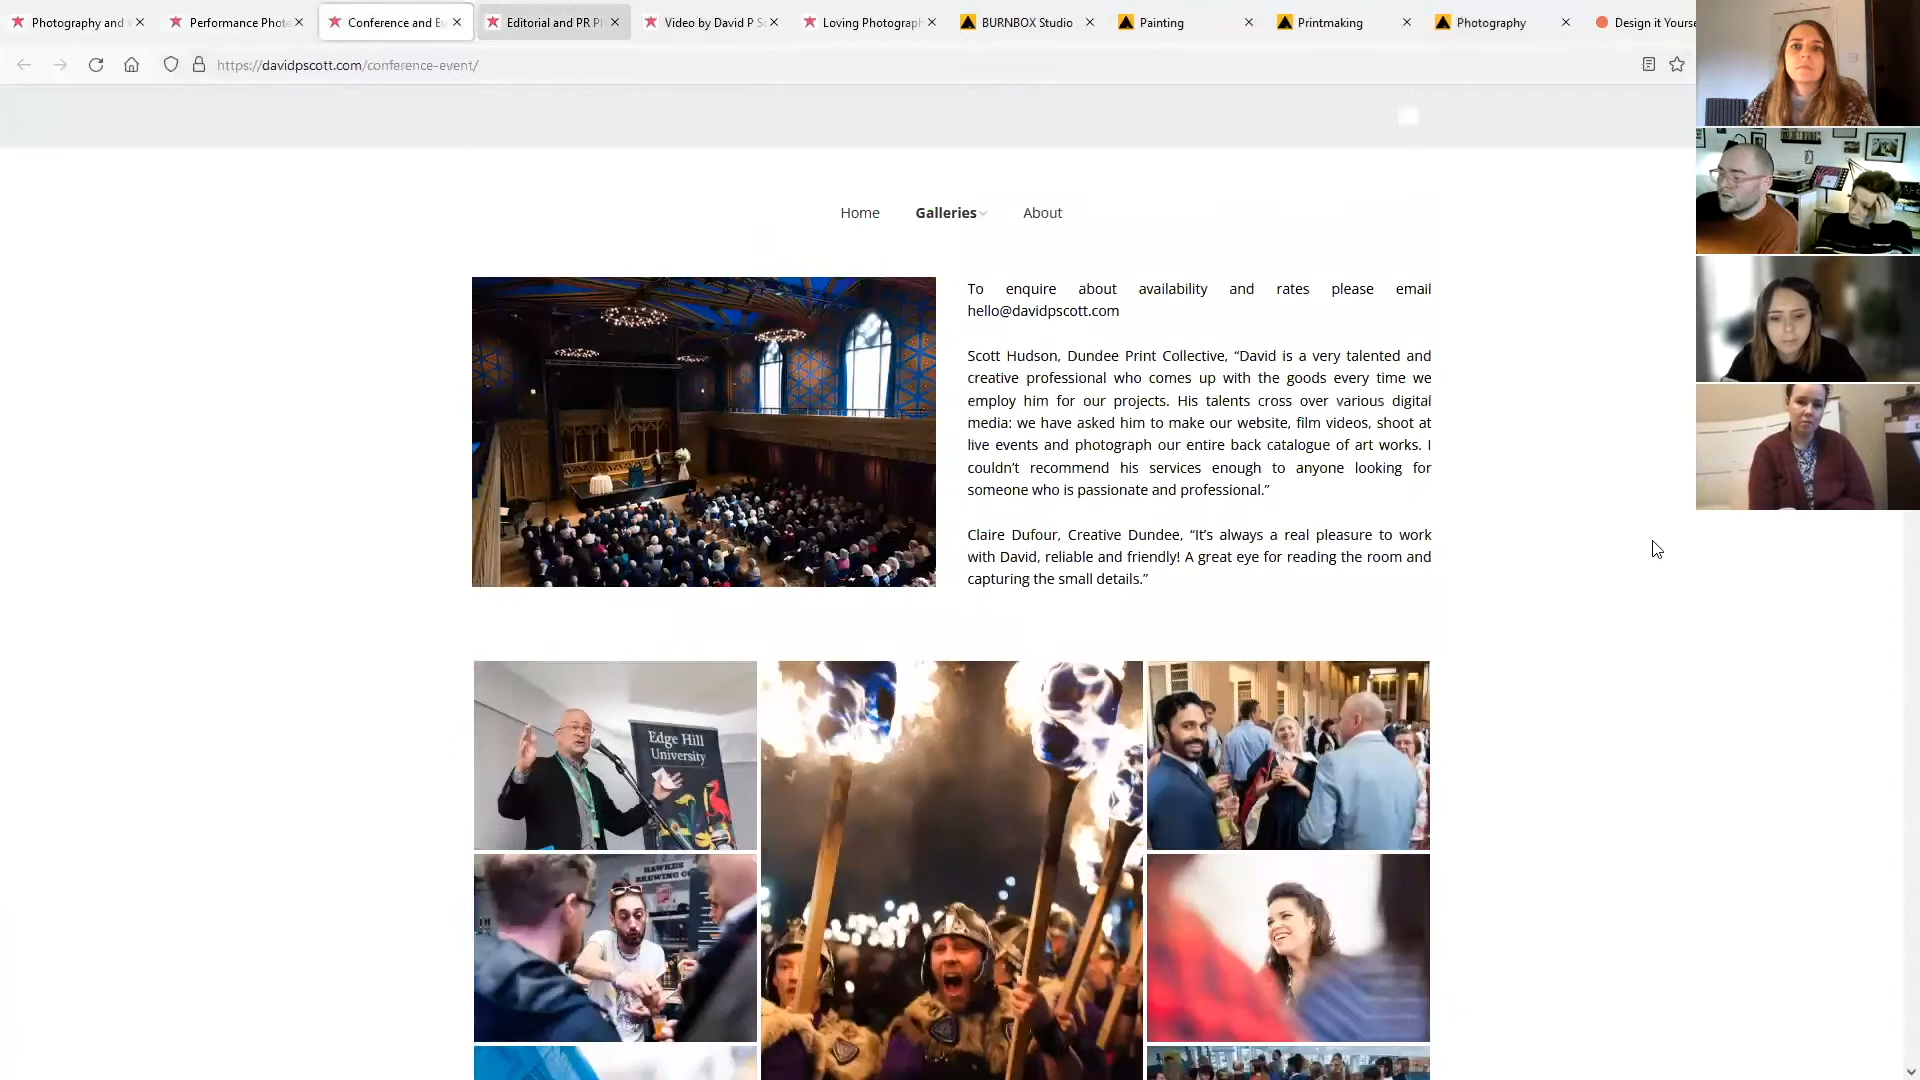 Photography and
Performance Phot
Conference and Ev
Editorial and PR P
Video by David P Sc
Loving Photograph
BURNBOX Studio
Painting
Printmaking
Photography
Design it Yourse
https://davidpscott.com/conference-event/
Home
Galleries
About
To enquire about availability and rates please email
hello@davidpscott.com
Scott Hudson, Dundee Print Collective, “David is a very talented and
creative professional who comes up with the goods every time we
employ him for our projects. His talents cross over various digital
media: we have asked him to make our website, film videos, shoot at
live events and photograph our entire back catalogue of art works. I
couldn’t recommend his services enough to anyone looking for
someone who is passionate and professional.”
Claire Dufour, Creative Dundee, “It’s always a real pleasure to work
with David, reliable and friendly! A great eye for reading the room and
capturing the small details.”
Edge Hill
University
HAWKES
BREWING CO